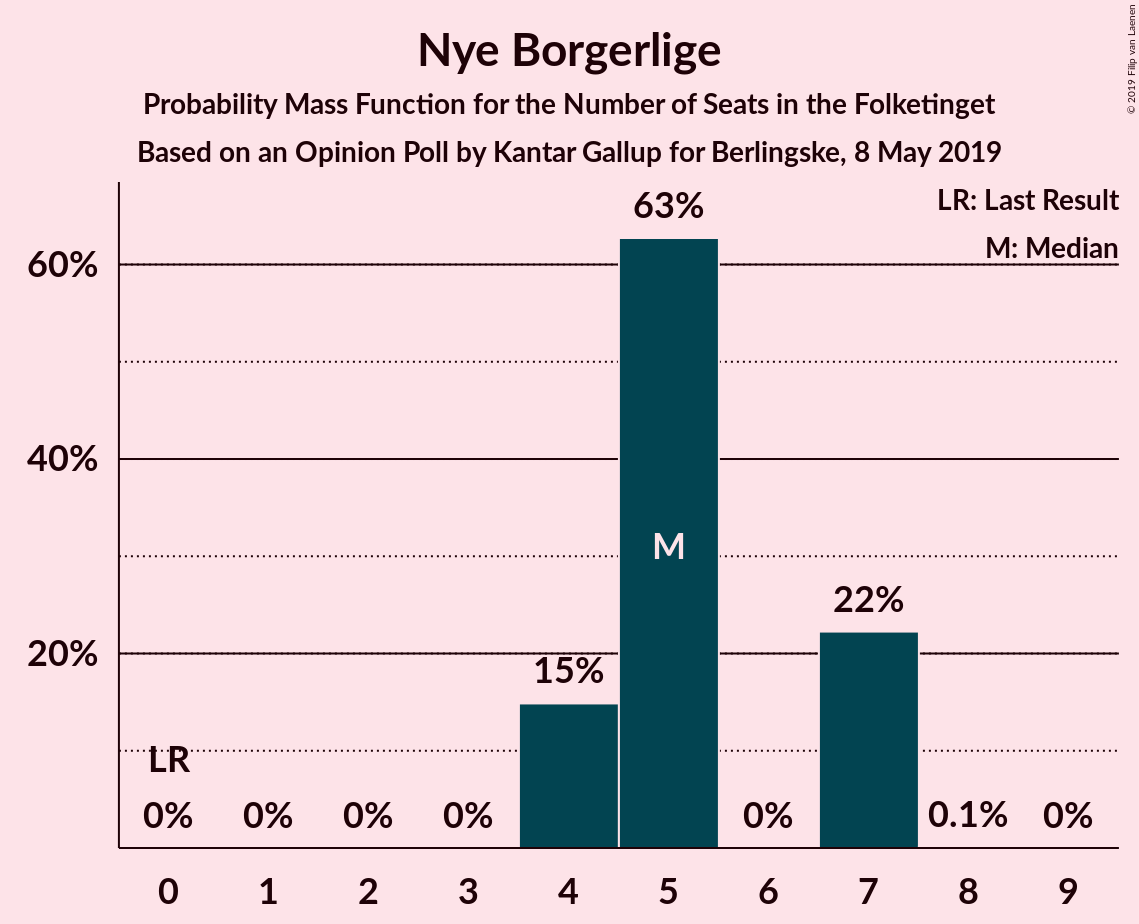 Nye Borgerlige
Probability Mass Function for the Number of Seats in the Folketinget
Based on an Opinion Poll by Kantar Gallup for Berlingske, 8 May 2019
© 2019 Filip van Laenen
LR: Last Result
M: Median
63%
60%
40%
M
22%
20%
15%
LR
0% 0% 0% 0% 0% 0.1% 0%
0 1 2 3 4 5 6 7 8 9